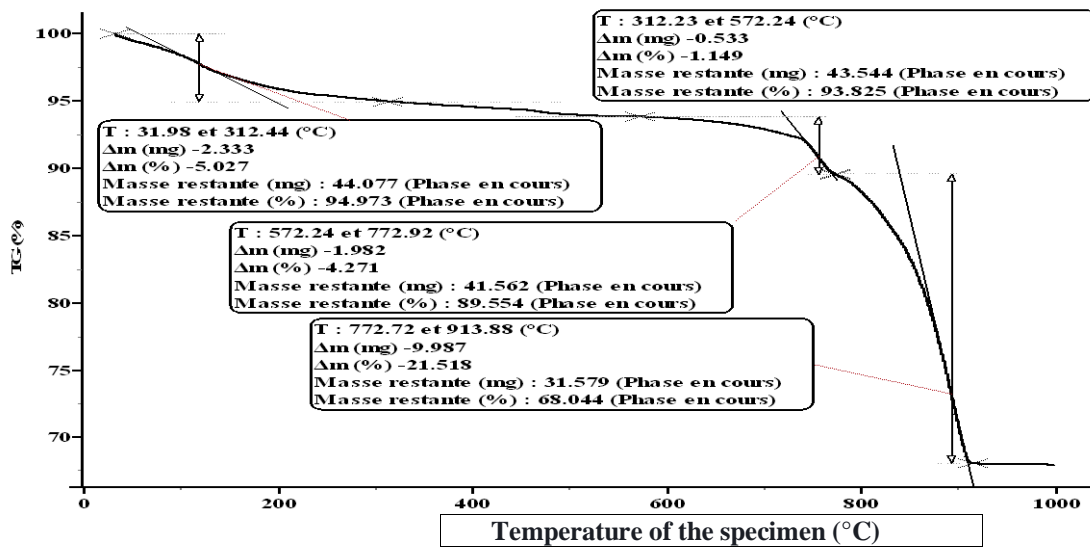 T : 312.23 et 572.24 (°C)
Δm (mg) -0.533
Δm (%) -1.149
Masse restante (mg) : 43.544 (Phase en cours)
Masse restante (%) : 93.825 (Phase en cours)
T : 31.98 et 312.44 (°C)
Δm (mg) -2.333
Δm (%) -5.027
Masse restante (mg) : 44.077 (Phase en cours)
Masse restante (%) : 94.973 (Phase en cours)
T : 572.24 et 772.92 (°C)
Δm (mg) -1.982
Δm (%) -4.271
Masse restante (mg) : 41.562 (Phase en cours)
Masse restante (%) : 89.554 (Phase en cours)
T : 772.72 et 913.88 (°C)
Δm (mg) -9.987
Δm (%) -21.518
Masse restante (mg) : 31.579 (Phase en cours)
Masse restante (%) : 68.044 (Phase en cours)
TG(%)
100
95
90
85
80
75
70
0 200 400 600 800 1000
Temperature of the specimen (°C)